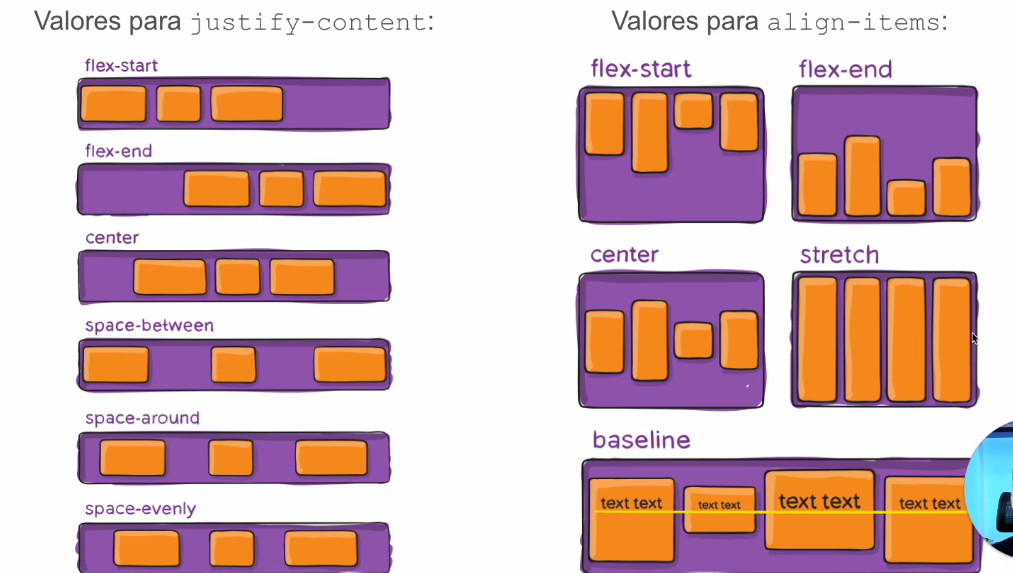 Valores para justify-content:
flex-start
flex-end
center
space-between
space-around
space-evenly
Valores para align-items:
flex-start
flex-end
center
stretch
baseline
text text
text text
text text
text text